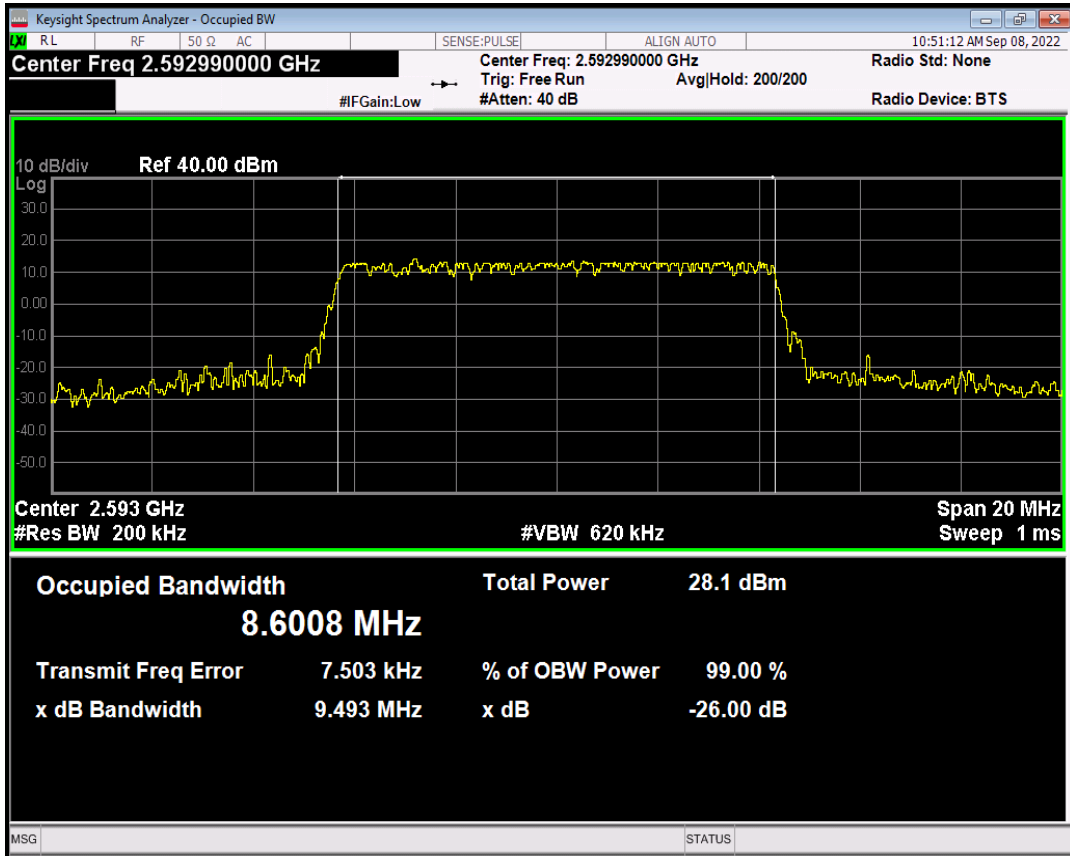 Keysight Spectrum Analyzer - Occupied BW
LXI RL RF 50 Ω AC SENSE:PULSE ALIGN AUTO 10:51:12 AM Sep 08, 2022
Center Freq 2.592990000 GHz Center Freq: 2.592990000 GHz Radio Std: None
Trig: Free Run Avg|Hold: 200/200
#IFGain:Low #Atten: 40 dB Radio Device: BTS
10 dB/div Ref 40.00 dBm
Log
30.0
20.0
10.0
0.00
-10.0
-20.0
-30.0
-40.0
-50.0
Center 2.593 GHz Span 20 MHz
#Res BW 200 kHz #VBW 620 kHz Sweep 1 ms
Occupied Bandwidth Total Power 28.1 dBm
8.6008 MHz
Transmit Freq Error 7.503 kHz % of OBW Power 99.00 %
x dB Bandwidth 9.493 MHz x dB -26.00 dB
MSG STATUS